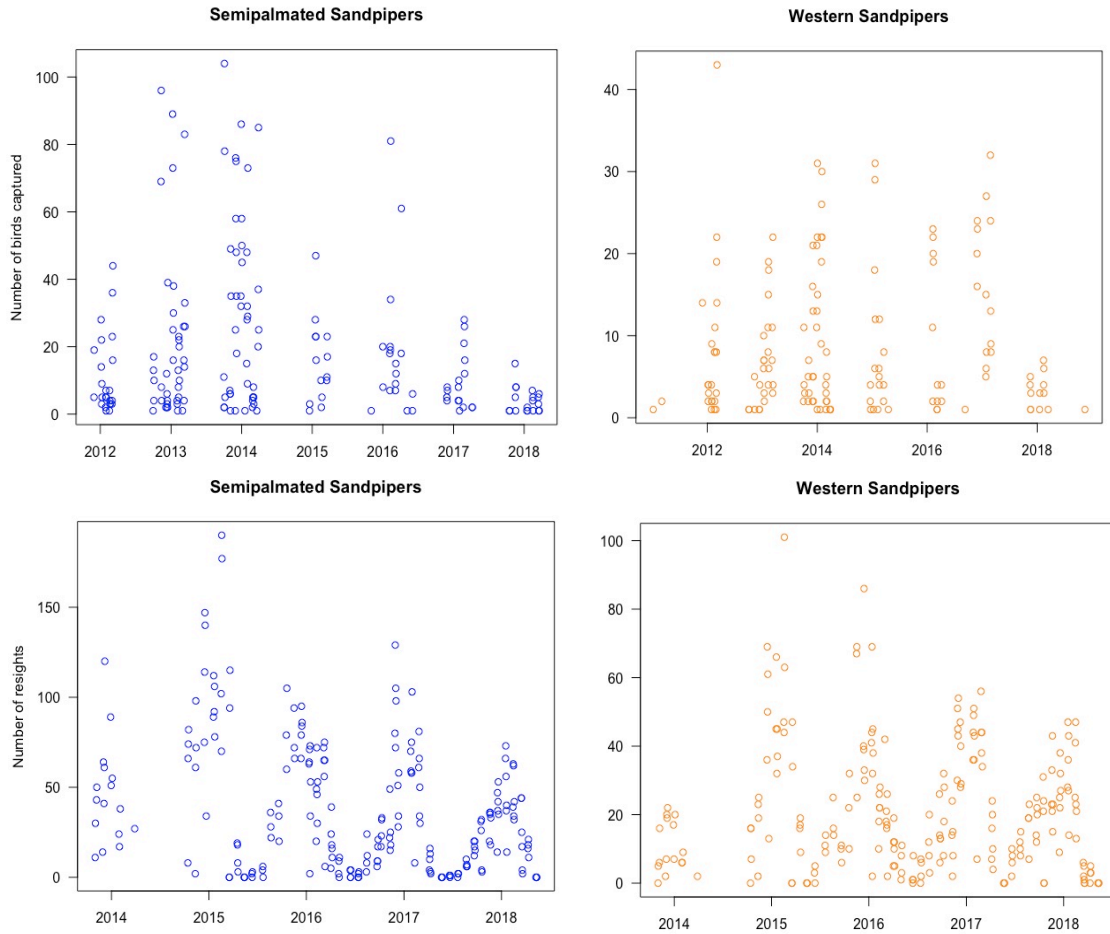 Semipalmated Sandpipers
Western Sandpipers
Number of birds captured
100
80
60
40
20
0
2012 2013 2014 2015 2016 2017 2018
40
30
20
10
0
2012 2014 2016 2018
Semipalmated Sandpipers
Western Sandpipers
Number of resights
150
100
50
0
2014 2015 2016 2017 2018
100
80
60
40
20
0
2014 2015 2016 2017 2018